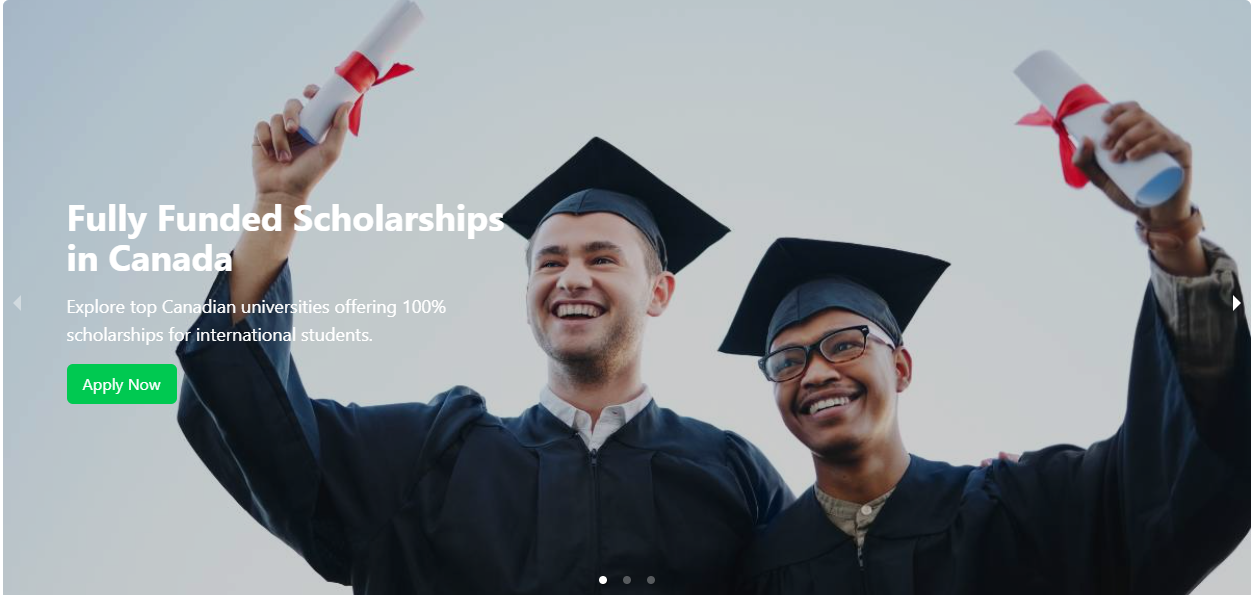 Fully Funded Scholarships
in Canada
Explore top Canadian universities offering 100%
scholarships for international students.
Apply Now